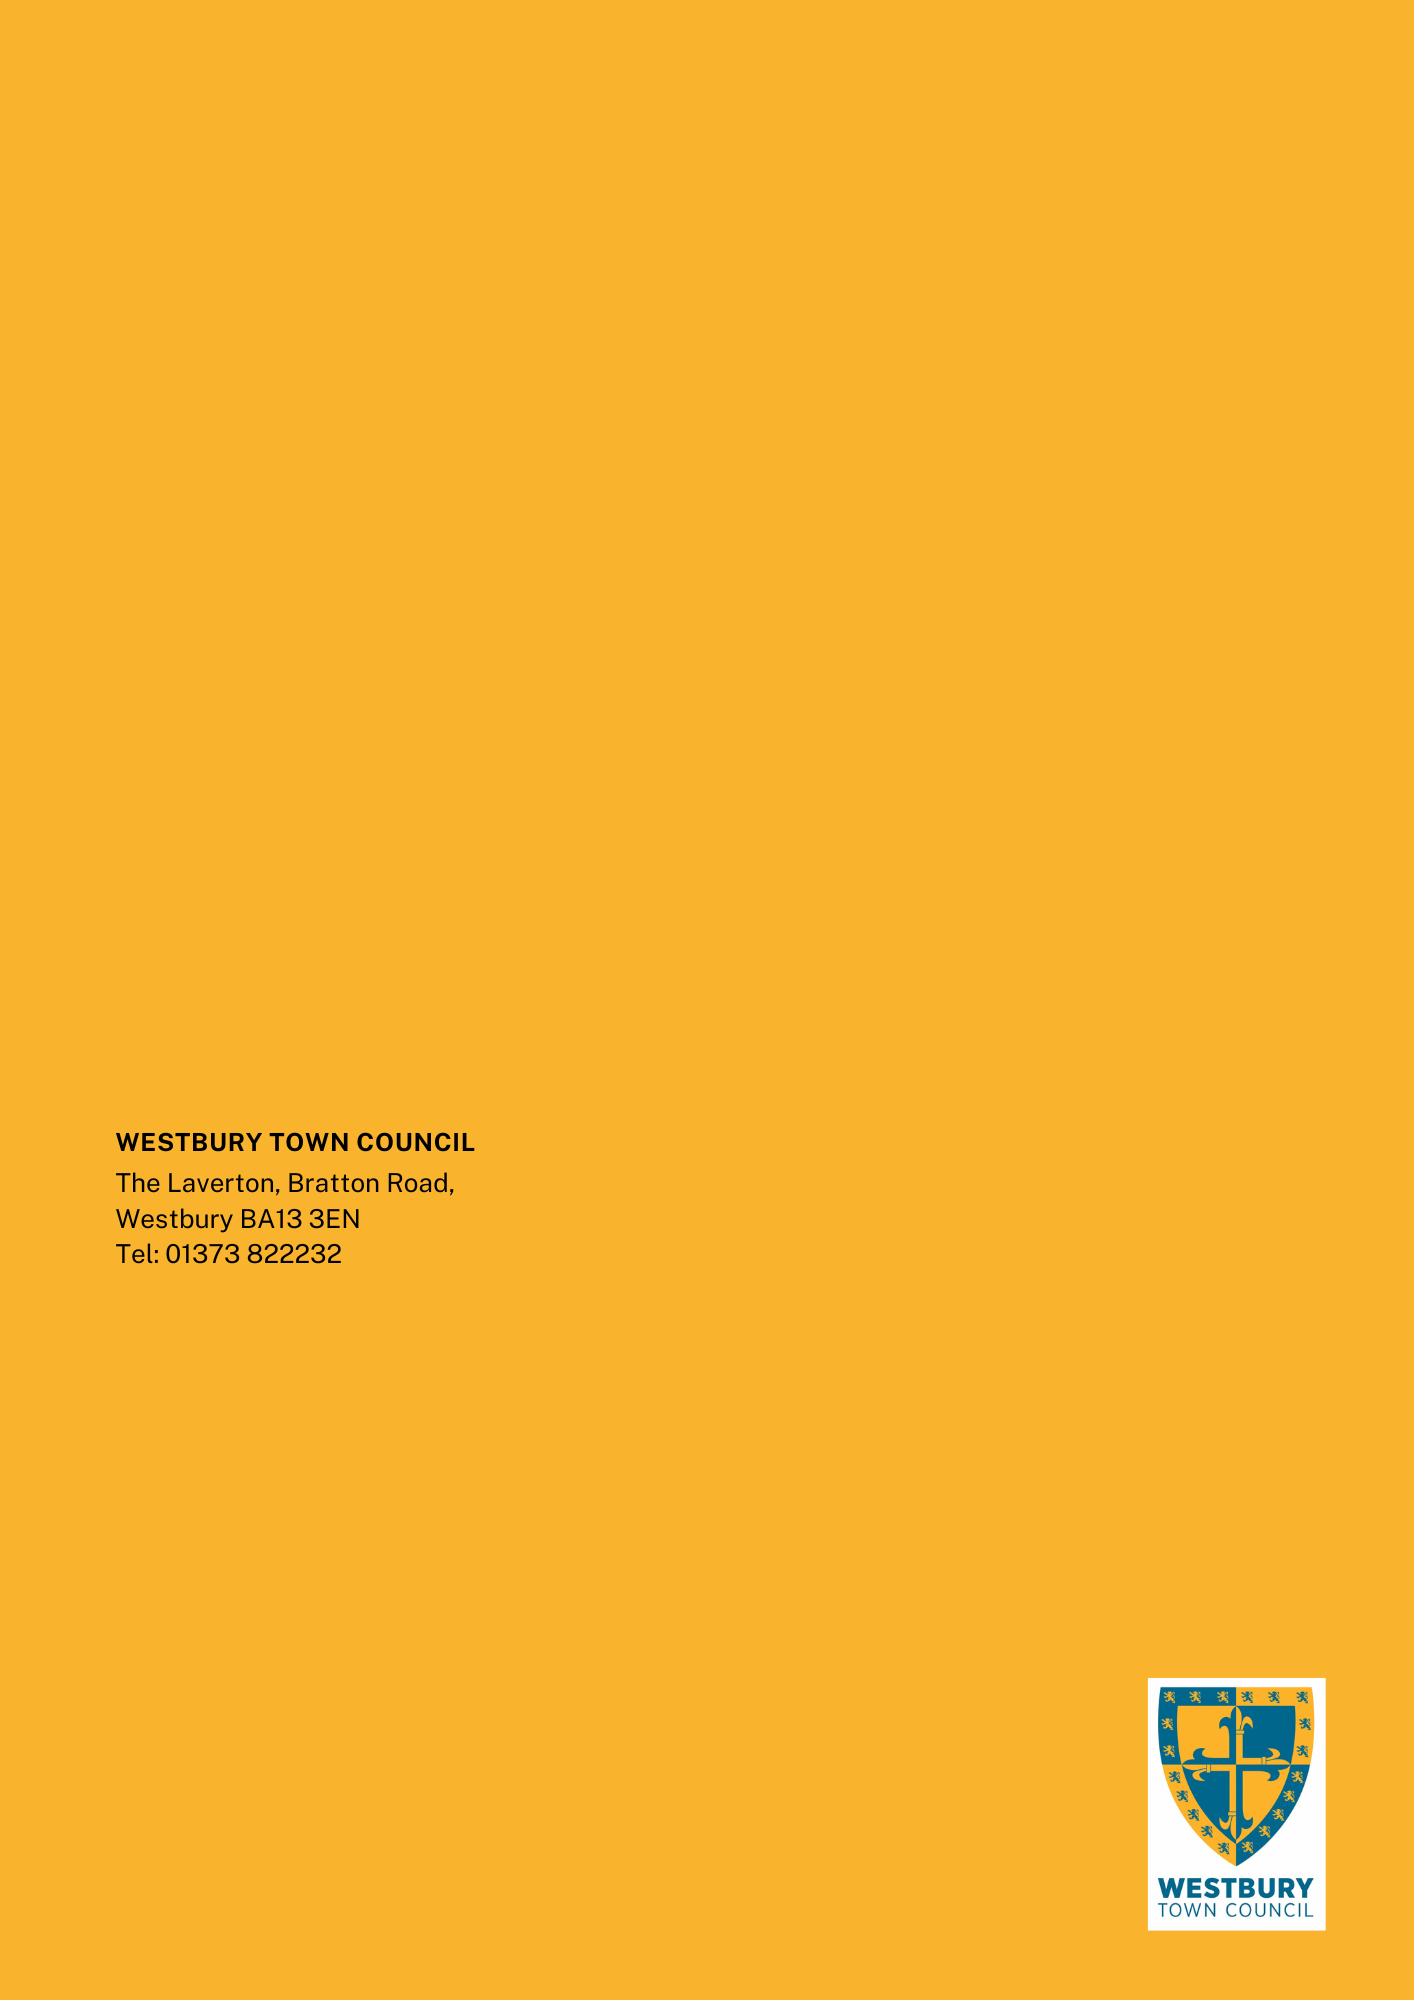 WESTBURY TOWN COUNCIL
The Laverton, Bratton Road,
Westbury BA13 3EN
Tel: 01373 822232
WESTBURY
TOWN COUNCIL